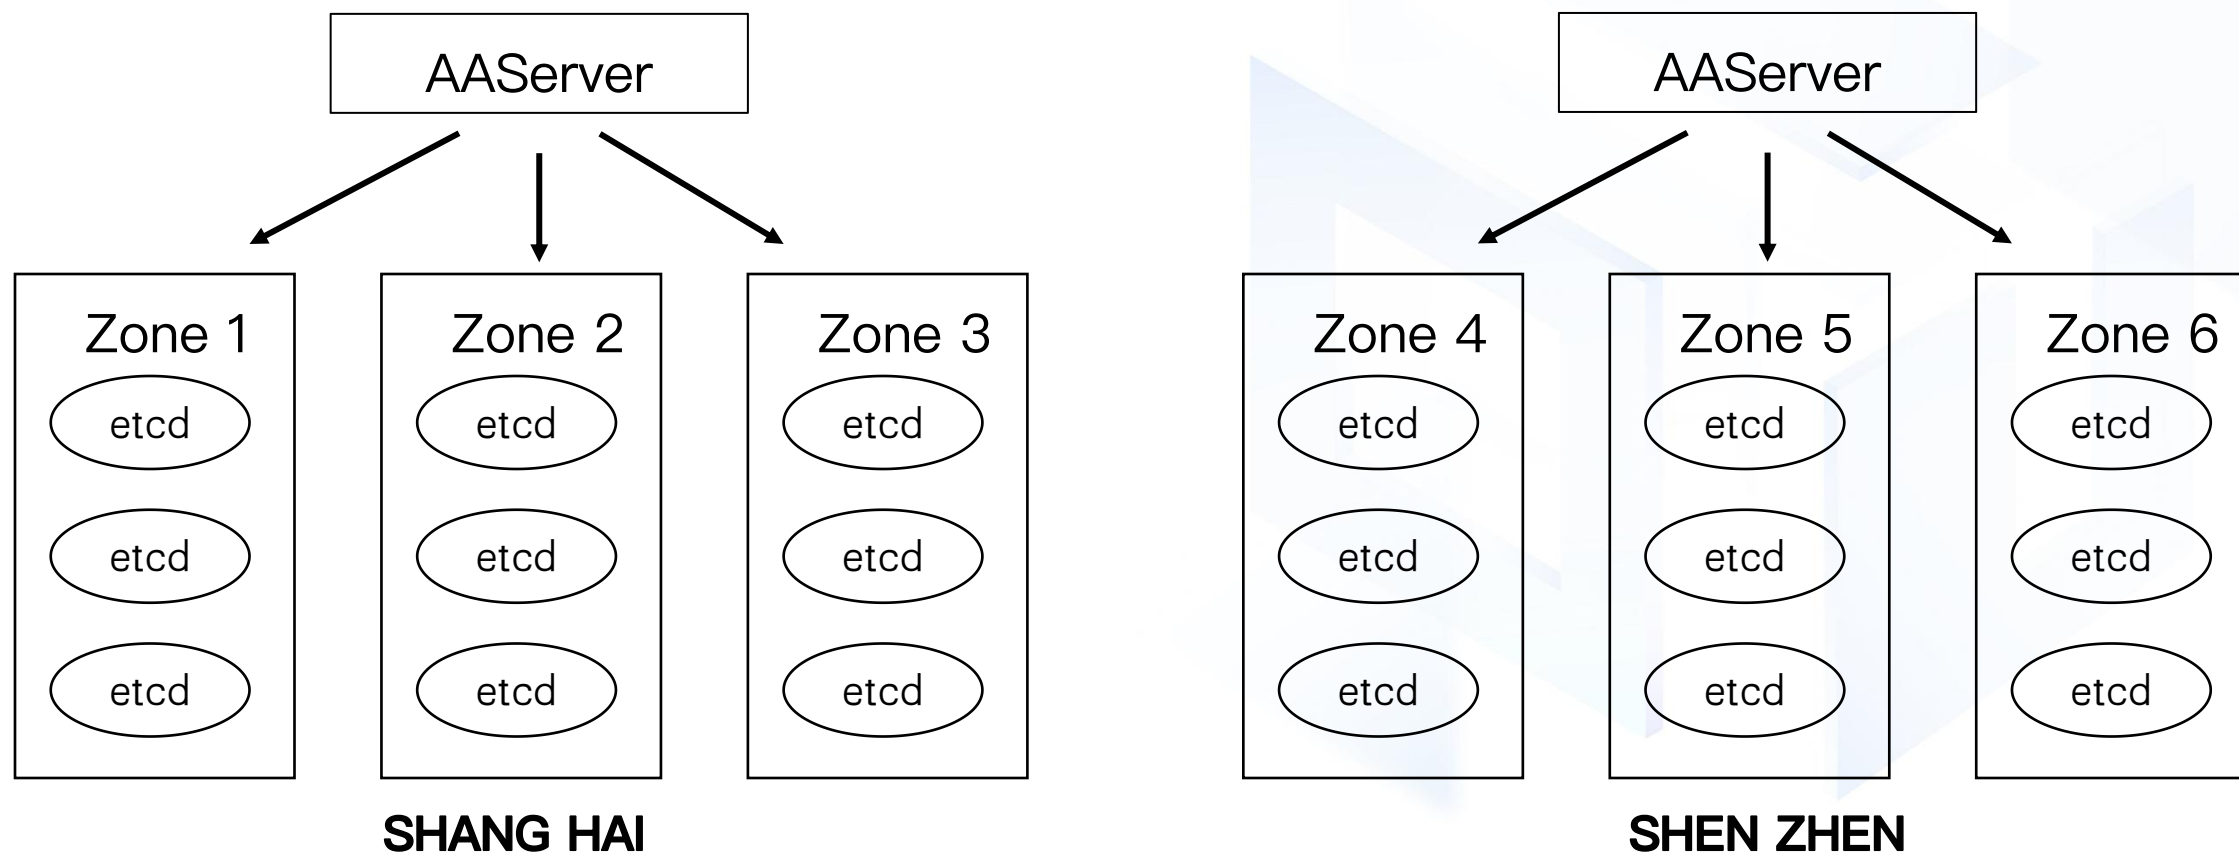 AAServer
Zone 1
etcd
etcd
etcd
Zone 2
etcd
etcd
etcd
Zone 3
etcd
etcd
etcd
SHANG HAI
AAServer
Zone 4
etcd
etcd
etcd
Zone 5
etcd
etcd
etcd
Zone 6
etcd
etcd
etcd
SHEN ZHEN